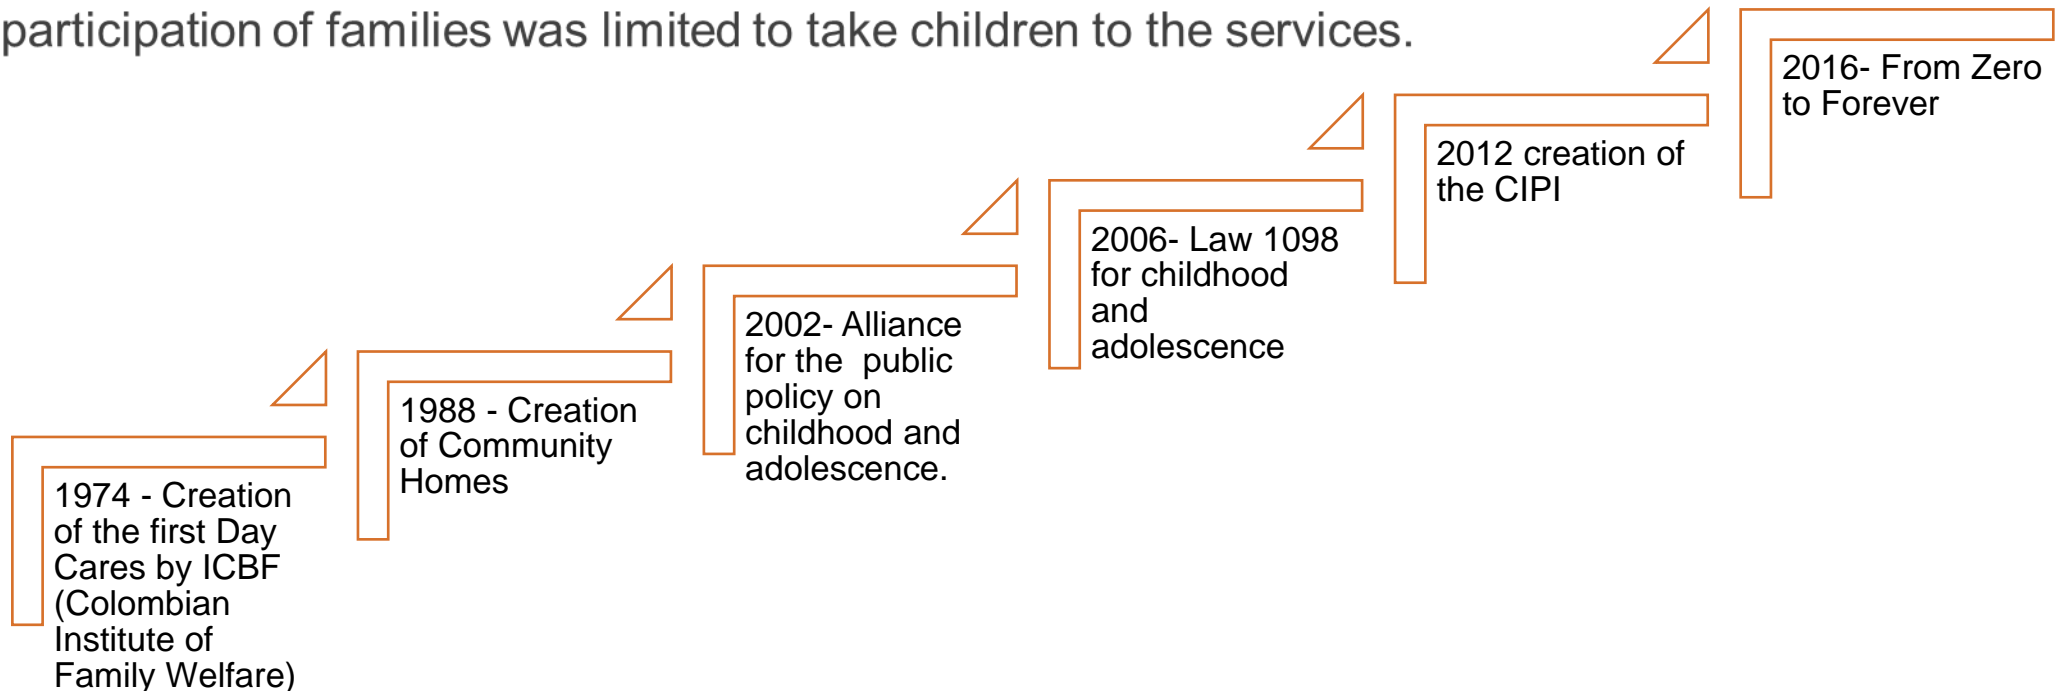 participation of families was limited to take children to the services.
1974 - Creation
of the first Day
Cares by ICBF
(Colombian
Institute of
Family Welfare)
1988 - Creation
of Community
Homes
2002- Alliance
for the  public
policy on
childhood and
adolescence.
2006- Law 1098
for childhood
and
adolescence
2012 creation of
the CIPI
2016- From Zero
to Forever